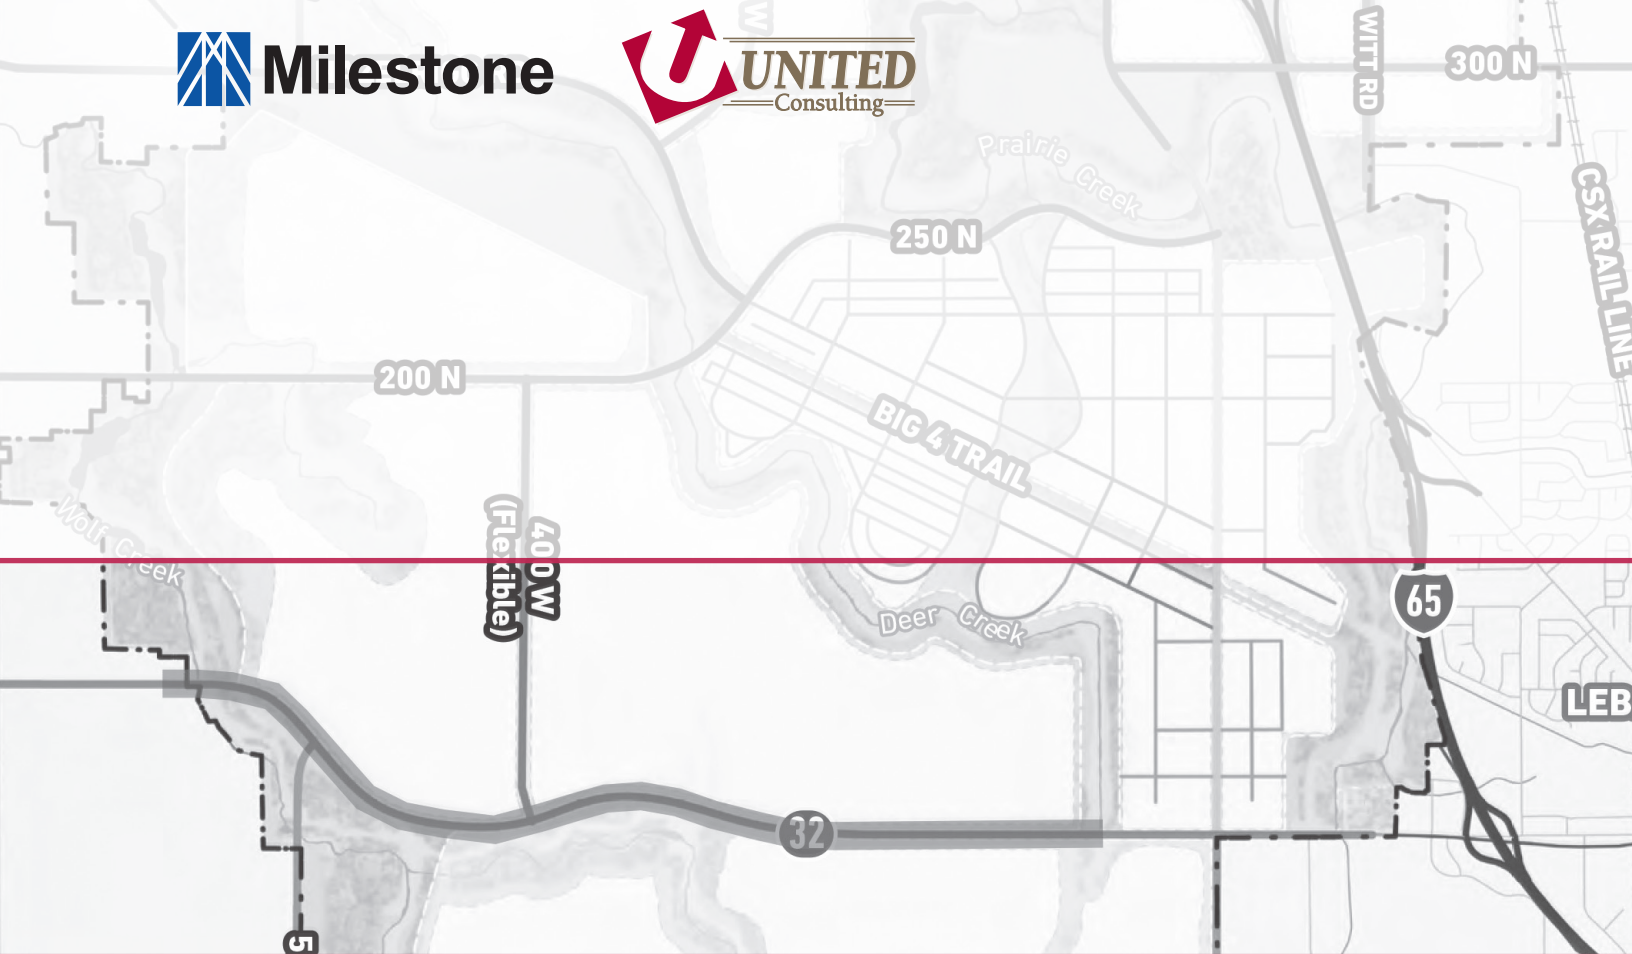 Milestone
UNITED
Consulting
W
WITT RD
300 N
Prairie Creek
CSX RAIL LINE
250 N
200 N
BIG 4 TRAIL
Wolf Creek
400 W
(Flexible)
Deer Creek
65
LEB
32
5